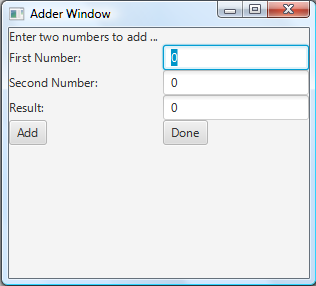 Adder Window
Enter two numbers to add ...
First Number: 0
Second Number: 0
Result: 0
Add Done